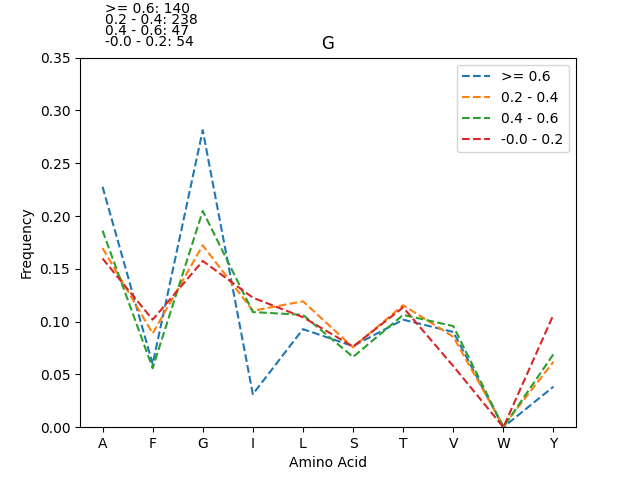 >= 0.6: 140
0.2 - 0.4: 238
0.4 - 0.6: 47
-0.0 - 0.2: 54
G
0.35
0.30
0.25
0.20
0.15
0.10
0.05
0.00
Frequency
>= 0.6
0.2 - 0.4
0.4 - 0.6
-0.0 - 0.2
A F G I L S T V W Y
Amino Acid